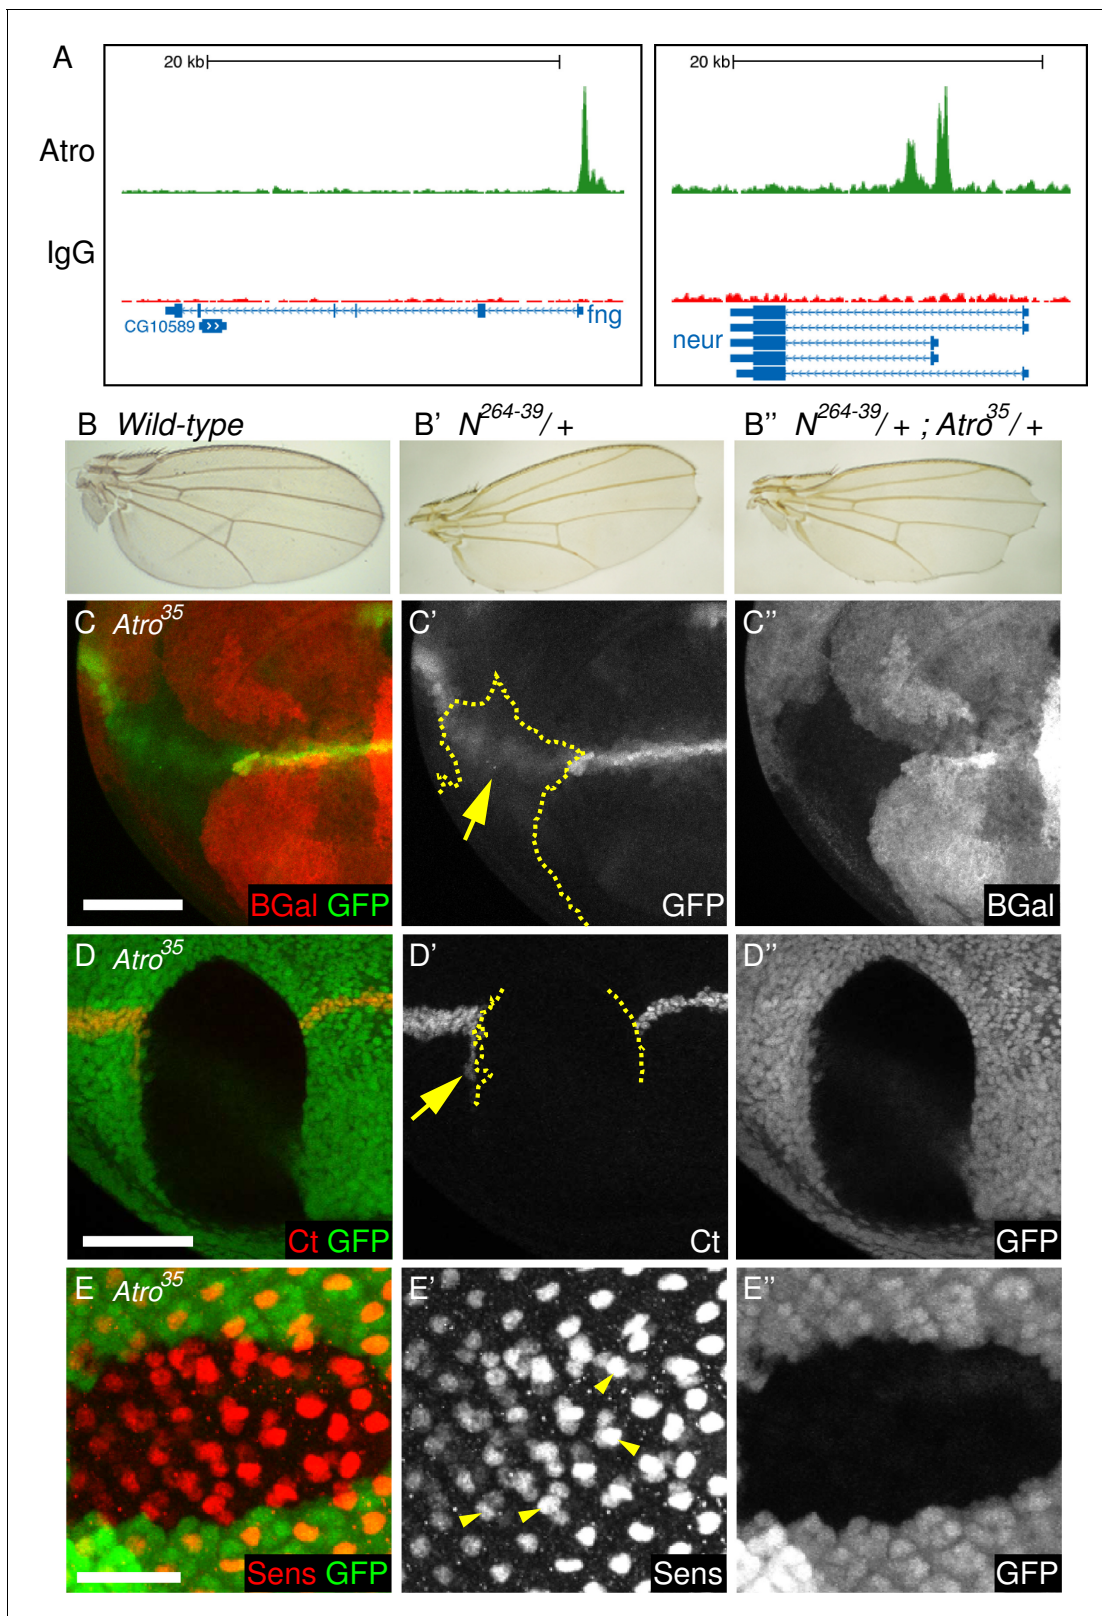 A
20 kb
20 kb
Atro
IgG
CG10589
fng
neur
B Wild-type
B' N264-39/+
B" N264-39/+ ; Atro35/+
C Atro35
C'
C"
BGal GFP
GFP
BGal
D Atro35
D'
D"
Ct GFP
Ct
GFP
E Atro35
E'
E"
Sens GFP
Sens
GFP